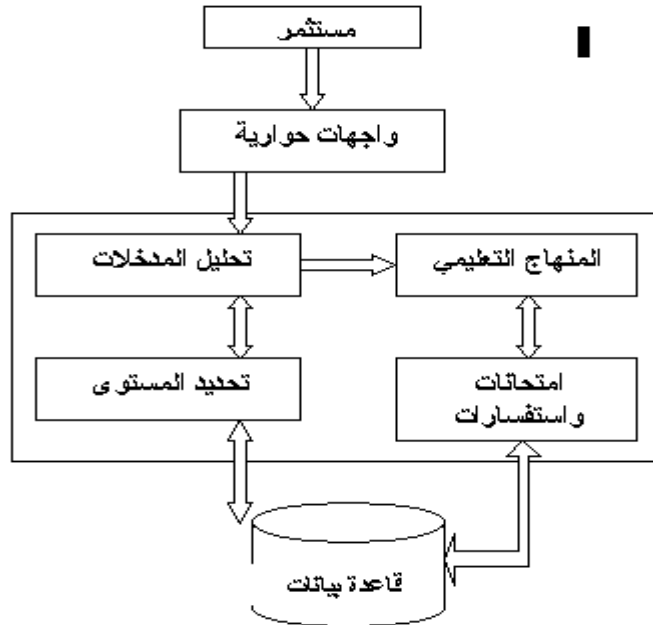 مستثمر
واجهات حوارية
تحليل المدخلات
المنهاج التعليمي
تحديد المستوى
امتحانات
واستفسارات
قاعدة بيانات